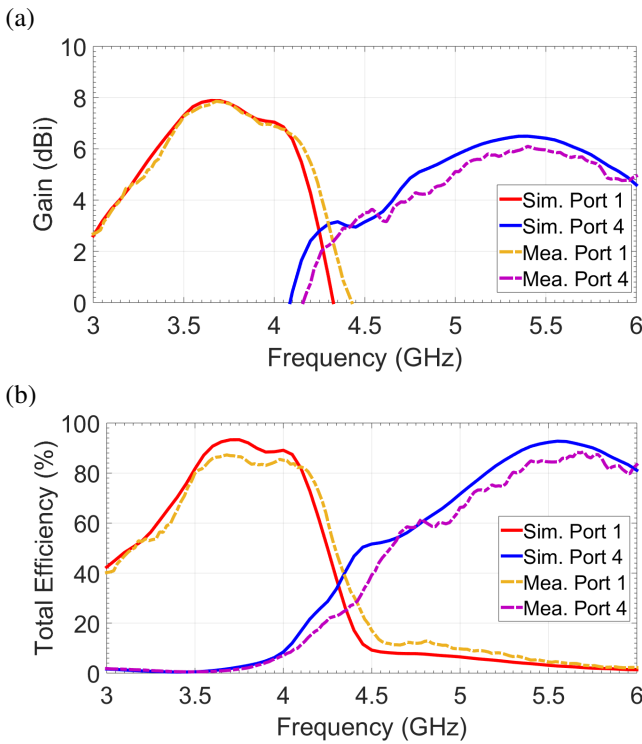 (a)
10
8
6
4
2
0
Gain (dBi)
Sim. Port 1
Sim. Port 4
Mea. Port 1
Mea. Port 4
3 3.5 4 4.5 5 5.5 6
Frequency (GHz)
(b)
100
80
60
40
20
0
Total Efficiency (%)
Sim. Port 1
Sim. Port 4
Mea. Port 1
Mea. Port 4
3 3.5 4 4.5 5 5.5 6
Frequency (GHz)